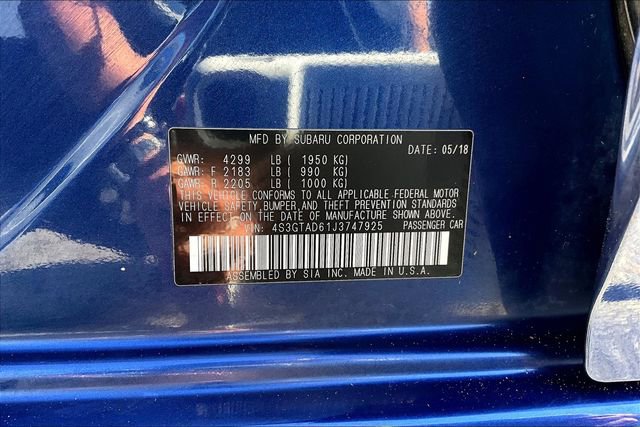 MFD BY SUBARU CORPORATION
DATE: 05/18
GVWR: 4299 LB ( 1950 KG)
GAWR: F 2183 LB ( 990 KG)
GAWR: R 2205 LB ( 1000 KG)
THIS VEHICLE CONFORMS TO ALL APPLICABLE FEDERAL MOTOR
VEHICLE SAFETY, BUMPER, AND THEFT PREVENTION STANDARDS
IN EFFECT ON THE DATE OF MANUFACTURE SHOWN ABOVE.
VIN: 4S3GTAD61J3747925 PASSENGER CAR
ASSEMBLED BY SIA INC. MADE IN U.S.A.